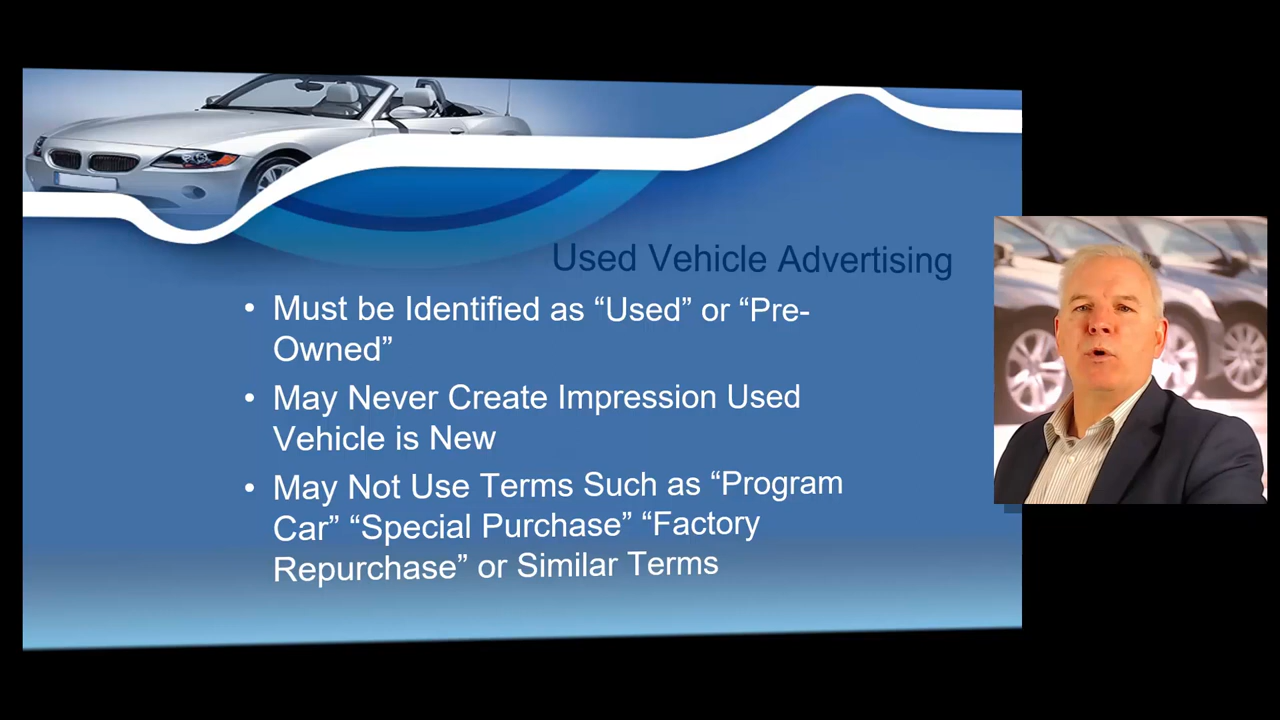 Used Vehicle Advertising
• Must be Identified as “Used” or “Pre-
Owned”
• May Never Create Impression Used
Vehicle is New
• May Not Use Terms Such as “Program
Car” “Special Purchase” “Factory
Repurchase” or Similar Terms